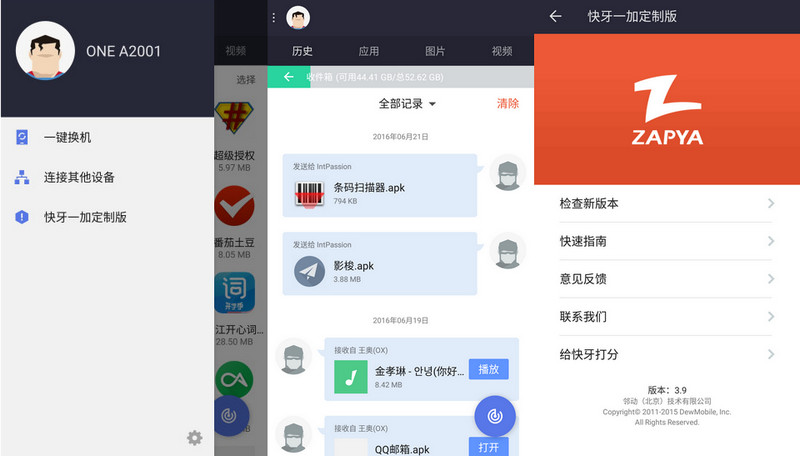 ONE A2001
一键换机
连接其他设备
快牙一加定制版
视频
选择
超级授权
5.97 MB
番茄土豆
8.05 MB
词
开学季
江开心词...
28.50 MB
历史
应用
图片
视频
收件箱 (可用44.41 GB/总52.62 GB)
全部记录
清除
2016年06月21日
发送给 IntPassion
条码扫描器.apk
794 KB
发送给 IntPassion
影梭.apk
3.88 MB
2016年06月19日
接收自 王奥(OX)
金孝琳 - 안녕(你好...
8.42 MB
播放
接收自 王奥(OX)
QQ邮箱.apk
打开
快牙一加定制版
ZAPYA
检查新版本
快速指南
意见反馈
联系我们
给快牙打分
版本：3.9
邻动（北京）技术有限公司
Copyright© 2011-2015 DewMobile, Inc.
All Rights Reserved.